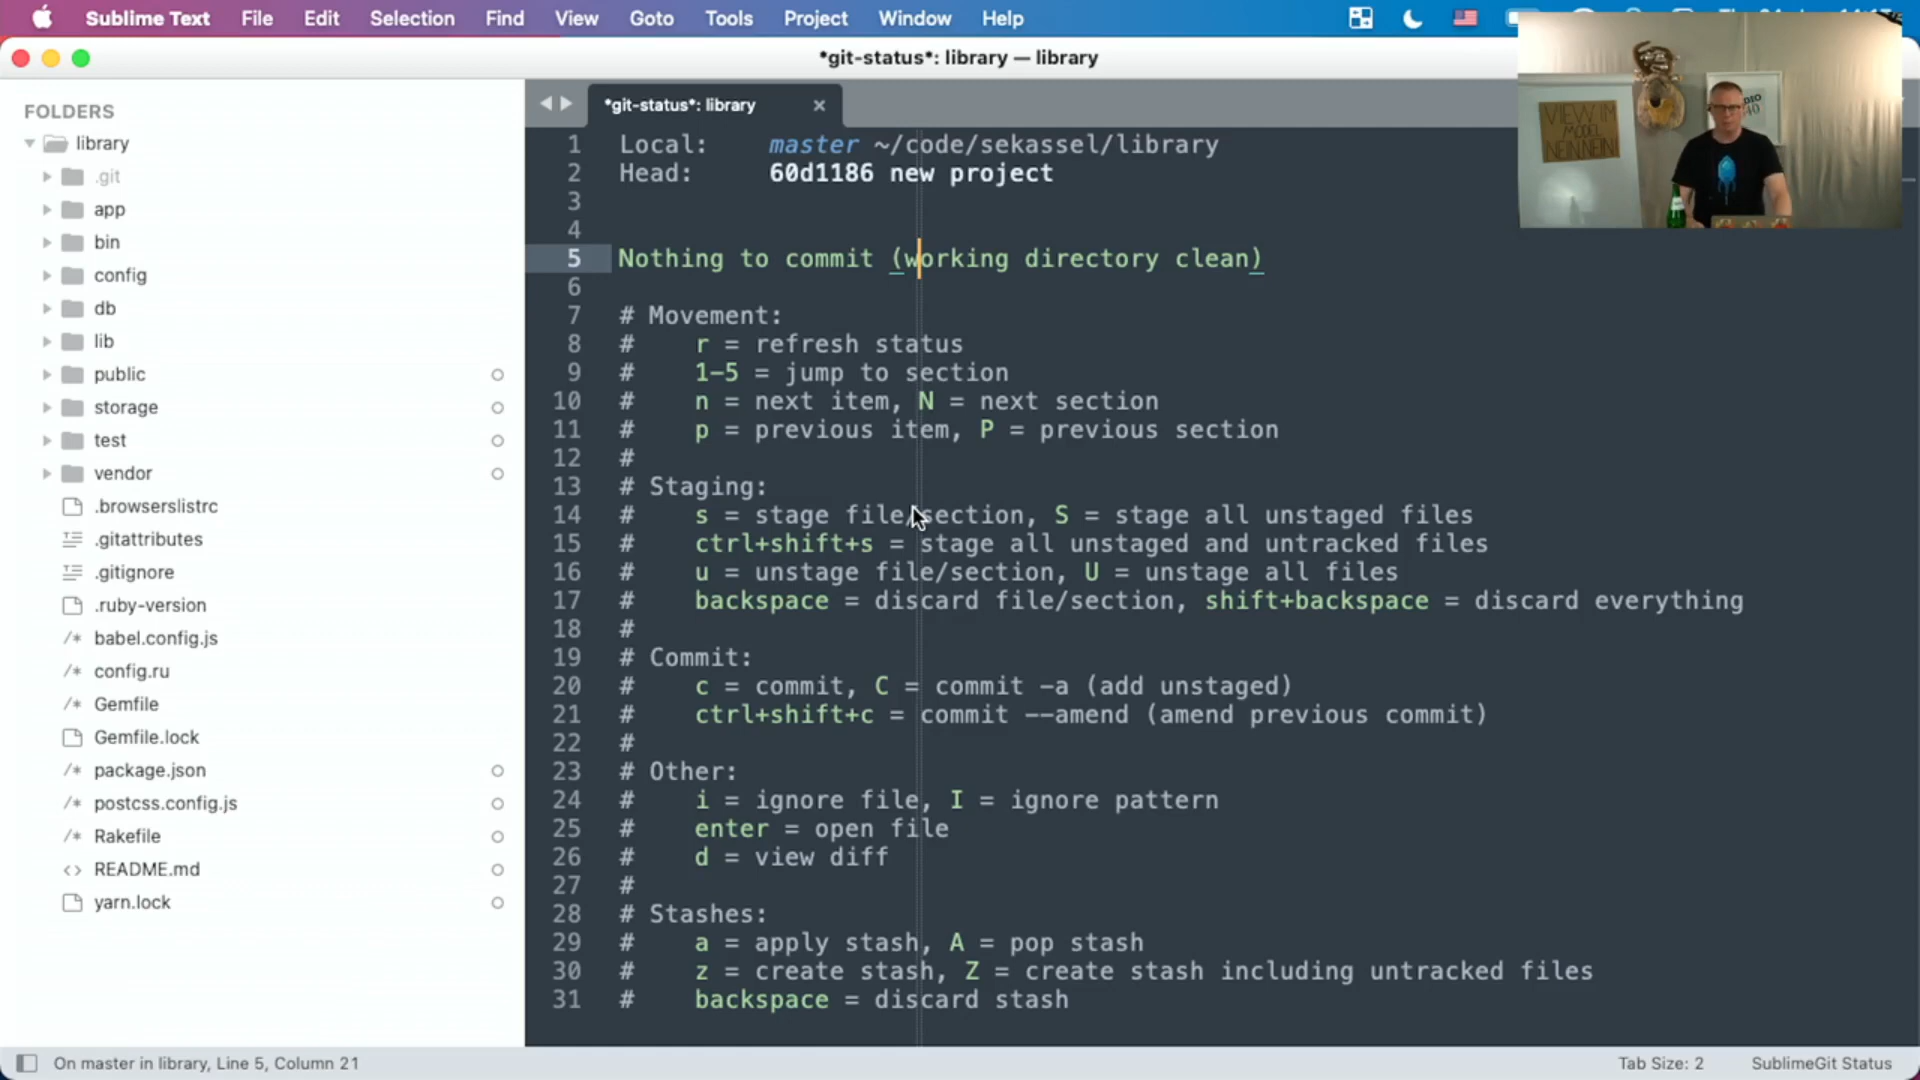 Sublime Text File Edit Selection Find View Goto Tools Project Window Help
*git-status*: library — library
FOLDERS
library
.git
app
bin
config
db
lib
public
storage
test
vendor
.browserslistrc
.gitattributes
.gitignore
.ruby-version
babel.config.js
config.ru
Gemfile
Gemfile.lock
package.json
postcss.config.js
Rakefile
README.md
yarn.lock
*git-status*: library
1 Local: master ~/code/sekassel/library
2 Head: 60d1186 new project
3
4
5 Nothing to commit (working directory clean)
6
7 # Movement:
8 # r = refresh status
9 # 1-5 = jump to section
10 # n = next item, N = next section
11 # p = previous item, P = previous section
12 #
13 # Staging:
14 # s = stage file/section, S = stage all unstaged files
15 # ctrl+shift+s = stage all unstaged and untracked files
16 # u = unstage file/section, U = unstage all files
17 # backspace = discard file/section, shift+backspace = discard everything
18 #
19 # Commit:
20 # c = commit, C = commit -a (add unstaged)
21 # ctrl+shift+c = commit --amend (amend previous commit)
22 #
23 # Other:
24 # i = ignore file, I = ignore pattern
25 # enter = open file
26 # d = view diff
27 #
28 # Stashes:
29 # a = apply stash, A = pop stash
30 # z = create stash, Z = create stash including untracked files
31 # backspace = discard stash
VIEW IM
MODEL
NEIN NEIN!
On master in library, Line 5, Column 21
Tab Size: 2
SublimeGit Status